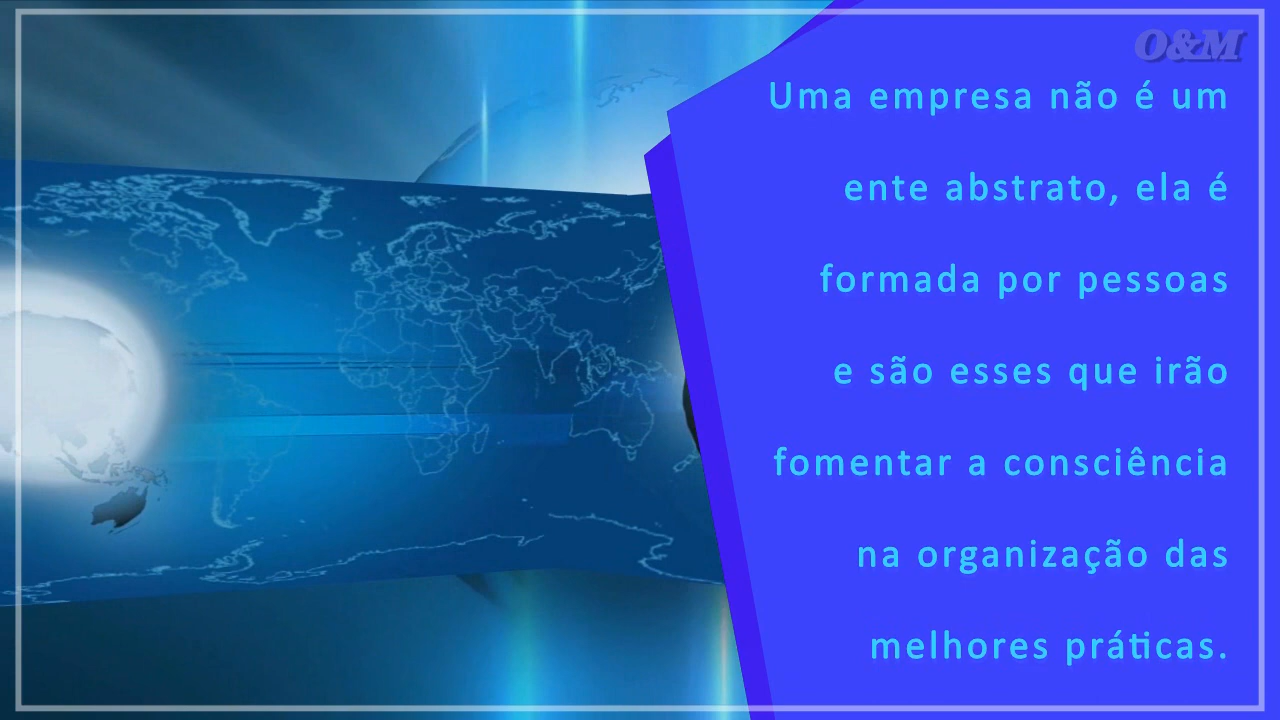 O&M
Uma empresa não é um
ente abstrato, ela é
formada por pessoas
e são esses que irão
fomentar a consciência
na organização das
melhores práticas.